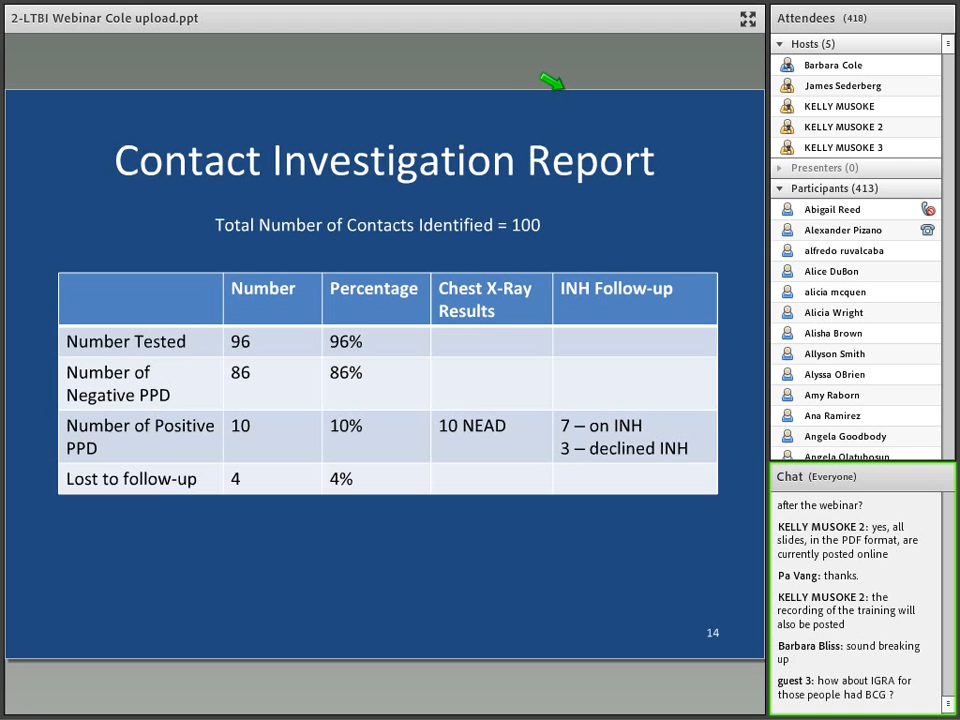 2-LTBI Webinar Cole upload.ppt
Contact Investigation Report
Total Number of Contacts Identified = 100
Number Percentage Chest X-Ray Results INH Follow-up
Number Tested 96 96%
Number of Negative PPD 86 86%
Number of Positive PPD 10 10% 10 NEAD 7 – on INH 3 – declined INH
Lost to follow-up 4 4%
14
Attendees (418)
Hosts (5)
Barbara Cole
James Sederberg
KELLY MUSOKE
KELLY MUSOKE 2
KELLY MUSOKE 3
Presenters (0)
Participants (413)
Abigail Reed
Alexander Pizano
alfredo ruvalcaba
Alice DuBon
alicia mcquen
Alicia Wright
Alisha Brown
Allyson Smith
Alyssa OBrien
Amy Raborn
Ana Ramirez
Angela Goodbody
Angela Olatubosun
Chat (Everyone)
after the webinar?
KELLY MUSOKE 2: yes, all
slides, in the PDF format, are
currently posted online
Pa Vang: thanks.
KELLY MUSOKE 2: the
recording of the training will
also be posted
Barbara Bliss: sound breaking
up
guest 3: how about IGRA for
those people had BCG ?